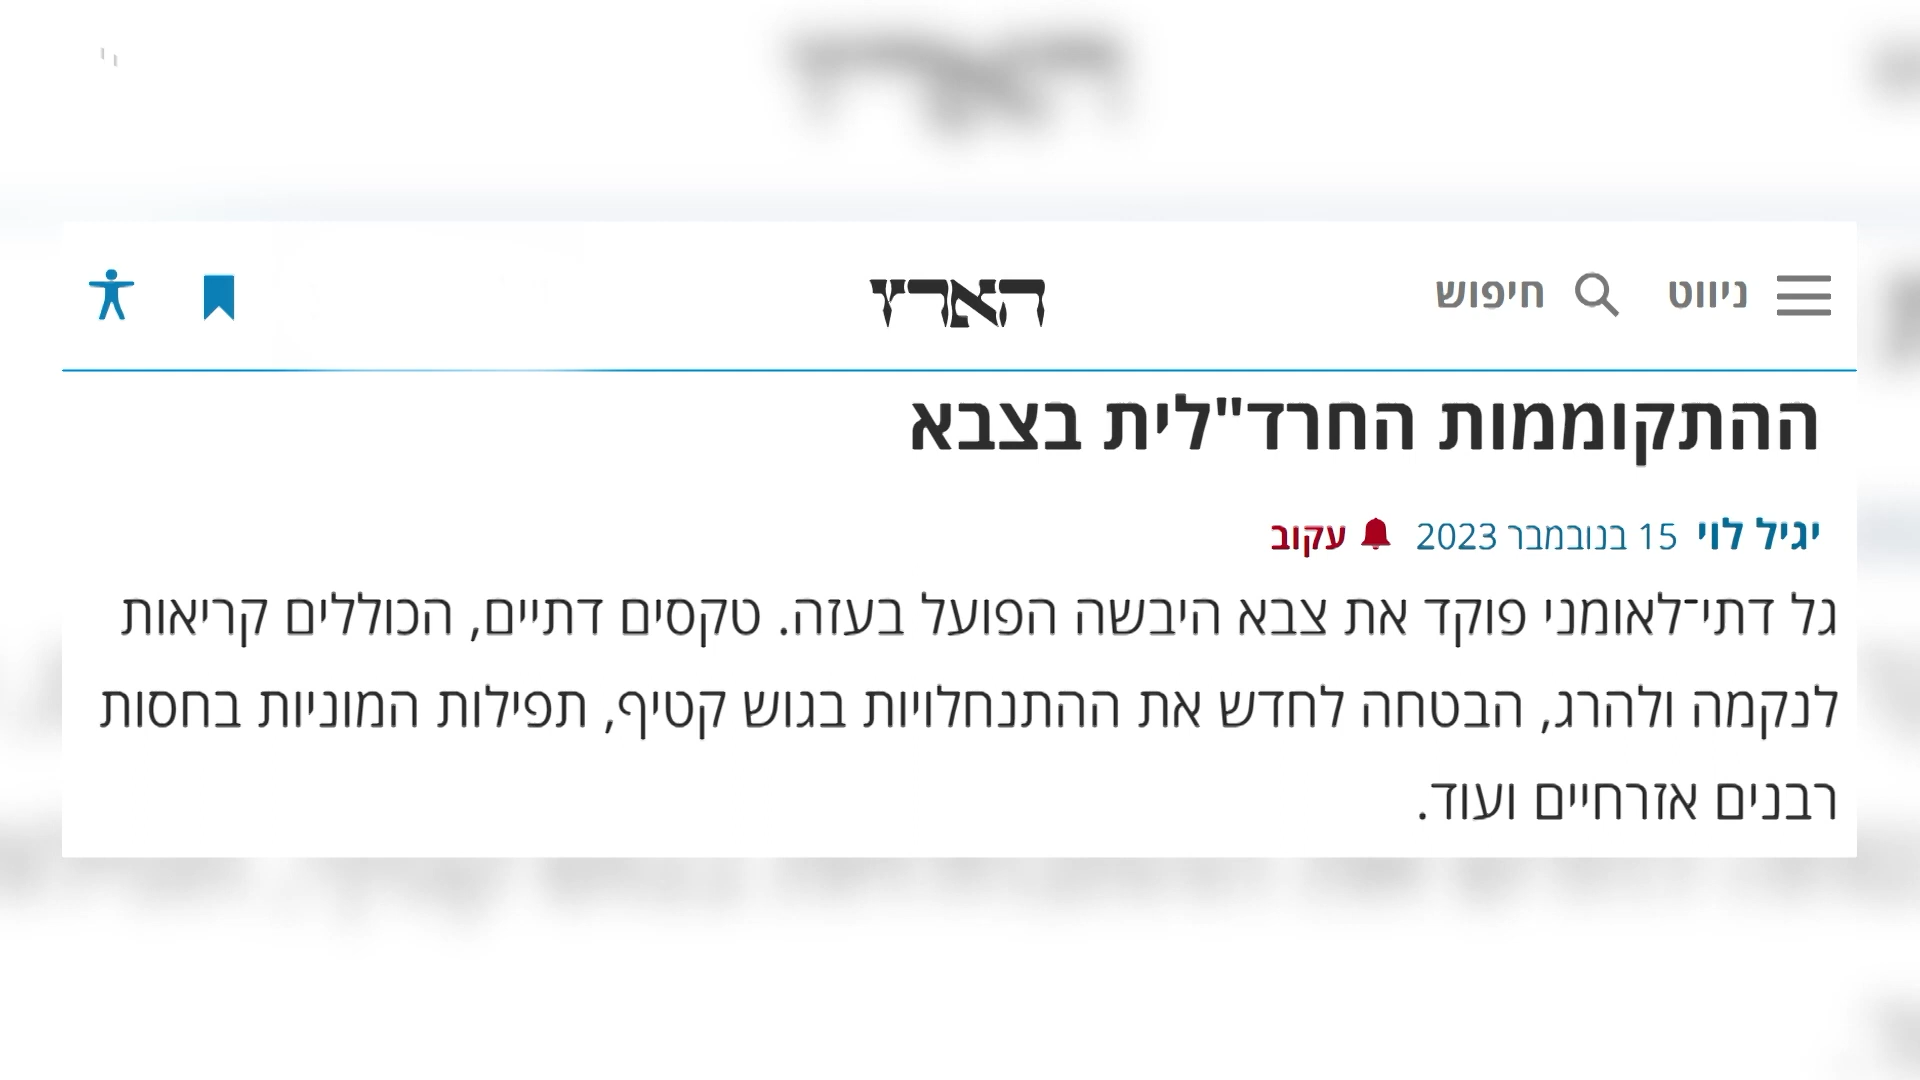 ניווט חיפוש הארץ
ההתקוממות החרד"לית בצבא
יגיל לוי 15 בנובמבר 2023 עקוב
גל דתי־לאומני פוקד את צבא היבשה הפועל בעזה. טקסים דתיים, הכוללים קריאות
לנקמה ולהרג, הבטחה לחדש את ההתנחלויות בגוש קטיף, תפילות המוניות בחסות
רבנים אזרחיים ועוד.